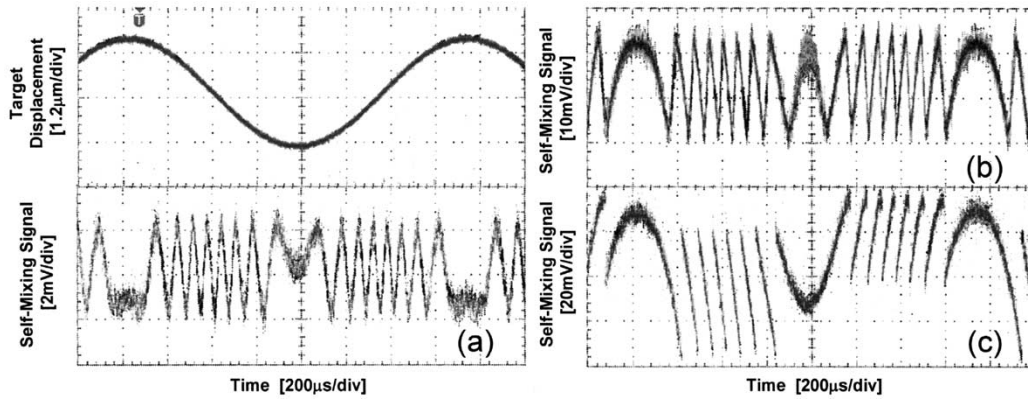 T
Target
Displacement
[1.2μm/div]
Self-Mixing Signal
[2mV/div]
(a)
Time [200μs/div]
Self-Mixing Signal
[10mV/div]
(b)
Self-Mixing Signal
[20mV/div]
(c)
Time [200μs/div]